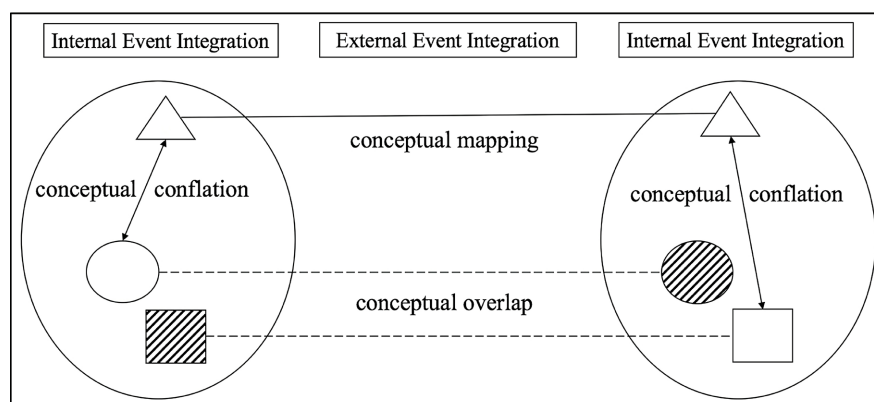 Internal Event Integration
External Event Integration
Internal Event Integration
conceptual mapping
conceptual conflation
conceptual conflation
conceptual overlap